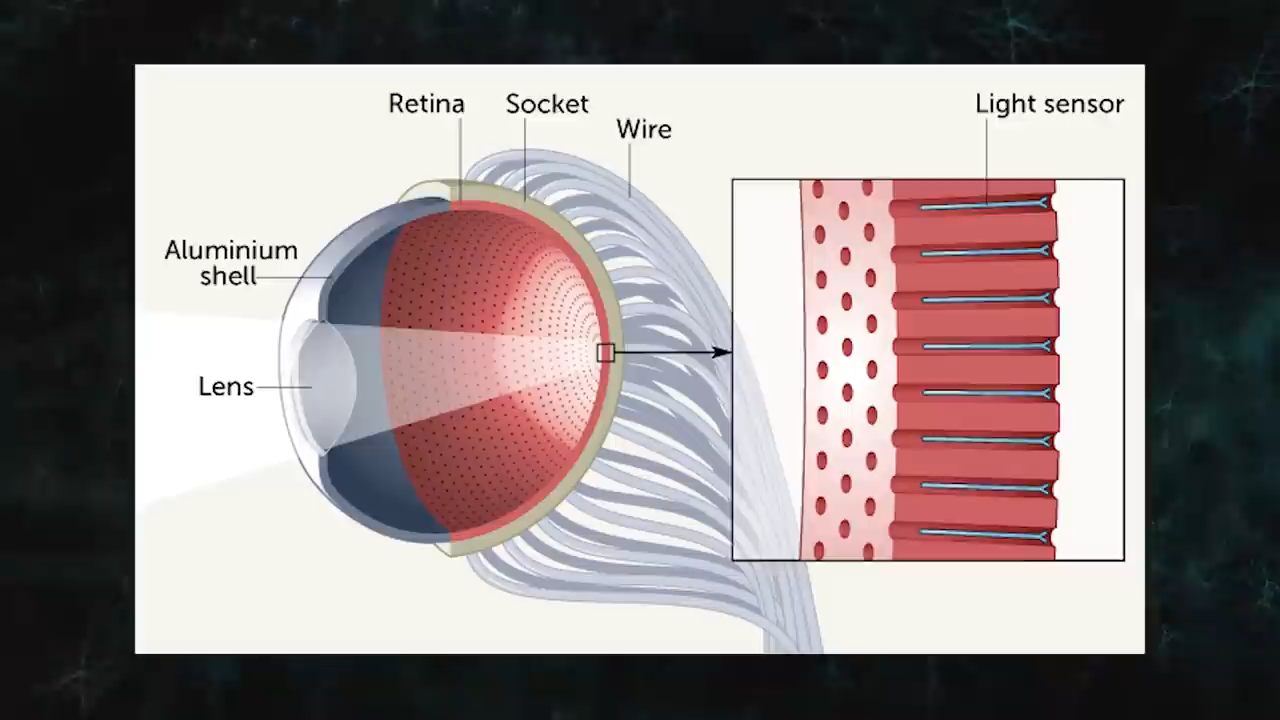 Retina
Socket
Wire
Light sensor
Aluminium
shell
Lens